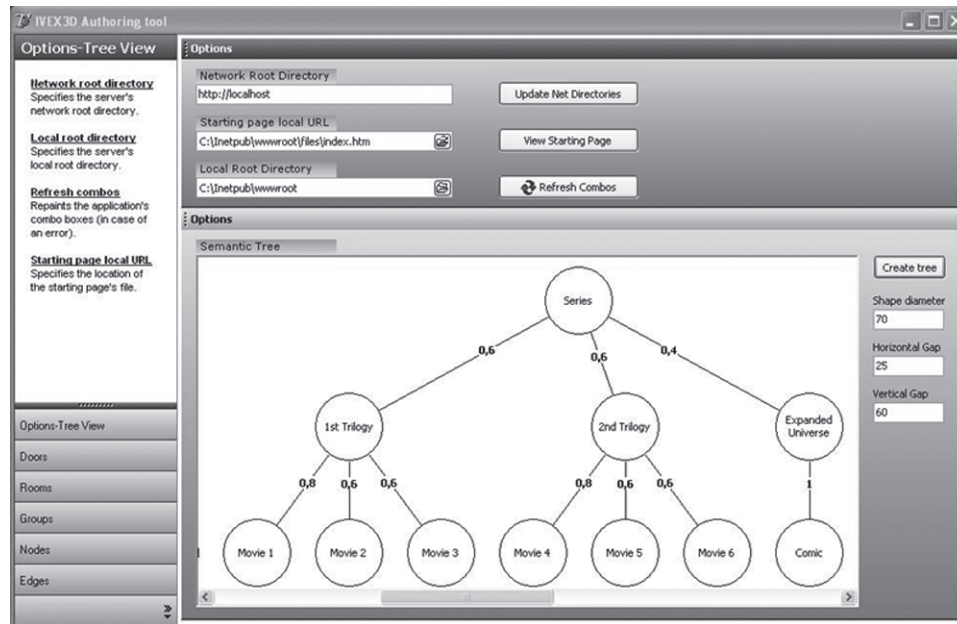 IVEX3D Authoring tool
Options-Tree View
Network root directory
Specifies the server's
network root directory.
Local root directory
Specifies the server's
local root directory.
Refresh combos
Repaints the application's
combo boxes (in case of
an error).
Starting page local URL
Specifies the location of
the starting page's file.
Options-Tree View
Doors
Rooms
Groups
Nodes
Edges
Options
Network Root Directory
http://localhost
Update Net Directories
Starting page local URL
C:\Inetpub\wwwroot\files\index.htm
View Starting Page
Local Root Directory
C:\Inetpub\wwwroot
Refresh Combos
Options
Semantic Tree
Series
0,6
0,6
0,4
1st Trilogy
2nd Trilogy
Expanded
Universe
0,8
0,6
0,6
0,8
0,6
0,6
1
Movie 1
Movie 2
Movie 3
Movie 4
Movie 5
Movie 6
Comic
Create tree
Shape diameter
70
Horizontal Gap
25
Vertical Gap
60